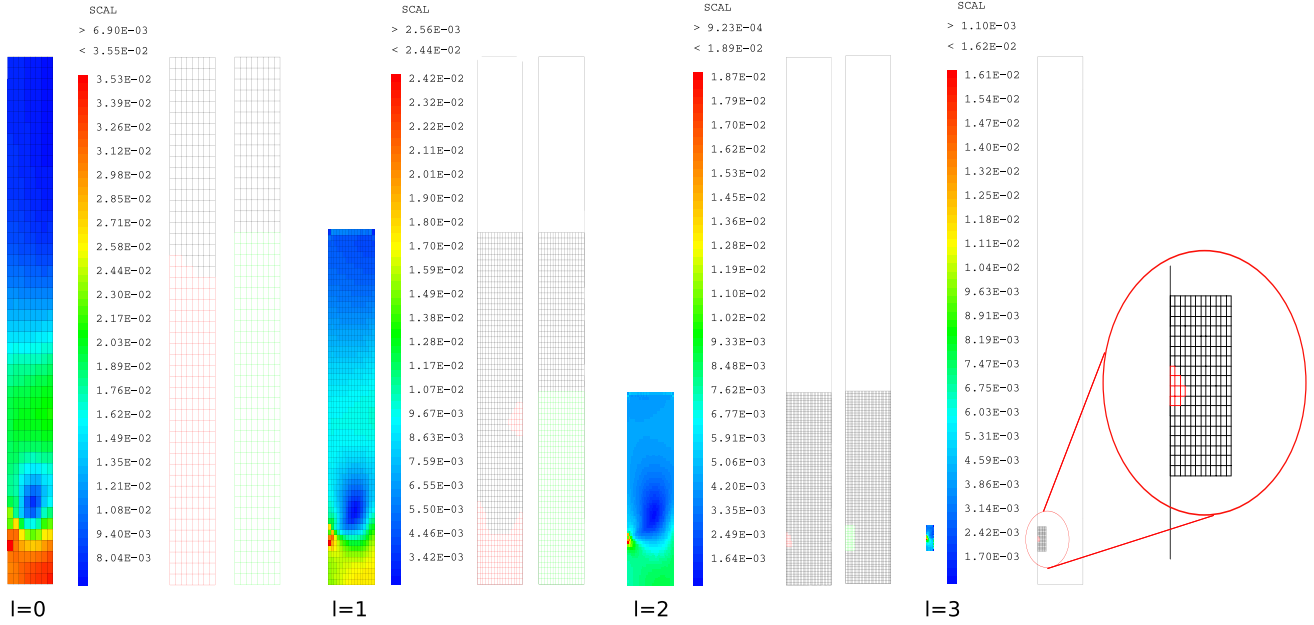 SCAL
> 6.90E-03
< 3.55E-02
3.53E-02
3.39E-02
3.26E-02
3.12E-02
2.98E-02
2.85E-02
2.71E-02
2.58E-02
2.44E-02
2.30E-02
2.17E-02
2.03E-02
1.89E-02
1.76E-02
1.62E-02
1.49E-02
1.35E-02
1.21E-02
1.08E-02
9.40E-03
8.04E-03
l=0
SCAL
> 2.56E-03
< 2.44E-02
2.42E-02
2.32E-02
2.22E-02
2.11E-02
2.01E-02
1.90E-02
1.80E-02
1.70E-02
1.59E-02
1.49E-02
1.38E-02
1.28E-02
1.17E-02
1.07E-02
9.67E-03
8.63E-03
7.59E-03
6.55E-03
5.50E-03
4.46E-03
3.42E-03
l=1
SCAL
> 9.23E-04
< 1.89E-02
1.87E-02
1.79E-02
1.70E-02
1.62E-02
1.53E-02
1.45E-02
1.36E-02
1.28E-02
1.19E-02
1.10E-02
1.02E-02
9.33E-03
8.48E-03
7.62E-03
6.77E-03
5.91E-03
5.06E-03
4.20E-03
3.35E-03
2.49E-03
1.64E-03
l=2
SCAL
> 1.10E-03
< 1.62E-02
1.61E-02
1.54E-02
1.47E-02
1.40E-02
1.32E-02
1.25E-02
1.18E-02
1.11E-02
1.04E-02
9.63E-03
8.91E-03
8.19E-03
7.47E-03
6.75E-03
6.03E-03
5.31E-03
4.59E-03
3.86E-03
3.14E-03
2.42E-03
1.70E-03
l=3